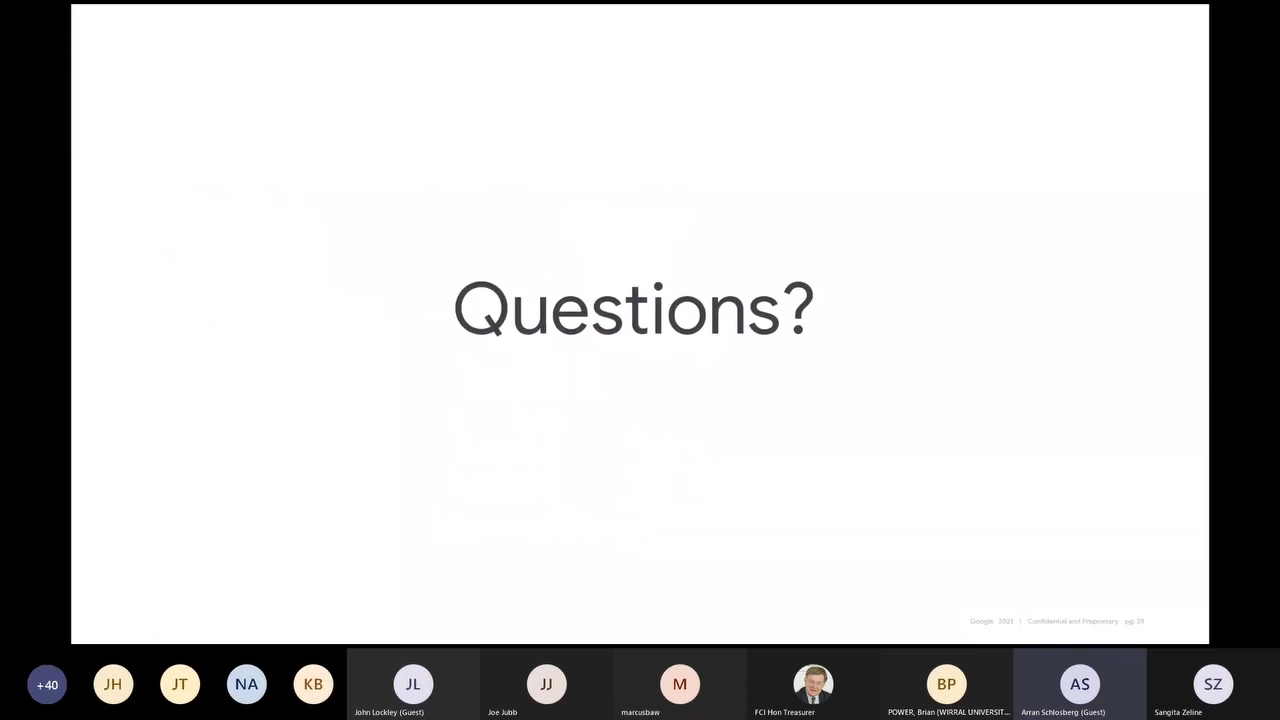 Questions?
Google 2021 | Confidential and Proprietary pg. 29
+40
JH
JT
NA
KB
JL
JJ
M
BP
AS
SZ
John Lockley (Guest)
Joe Jubb
marcusbaw
FCI Hon Treasurer
POWER, Brian (WIRRAL UNIVERSIT...
Arran Schlosberg (Guest)
Sangita Zeline